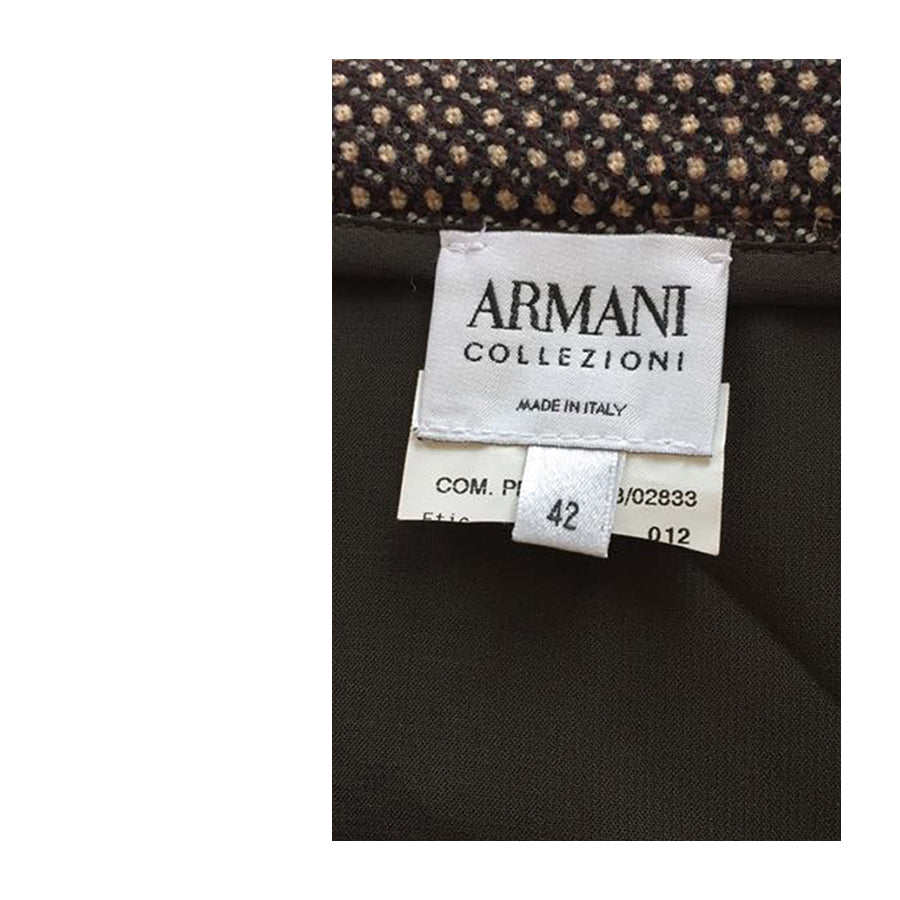 ARMANI
COLLEZIONI
MADE IN ITALY
COM. 3/02833
42
012